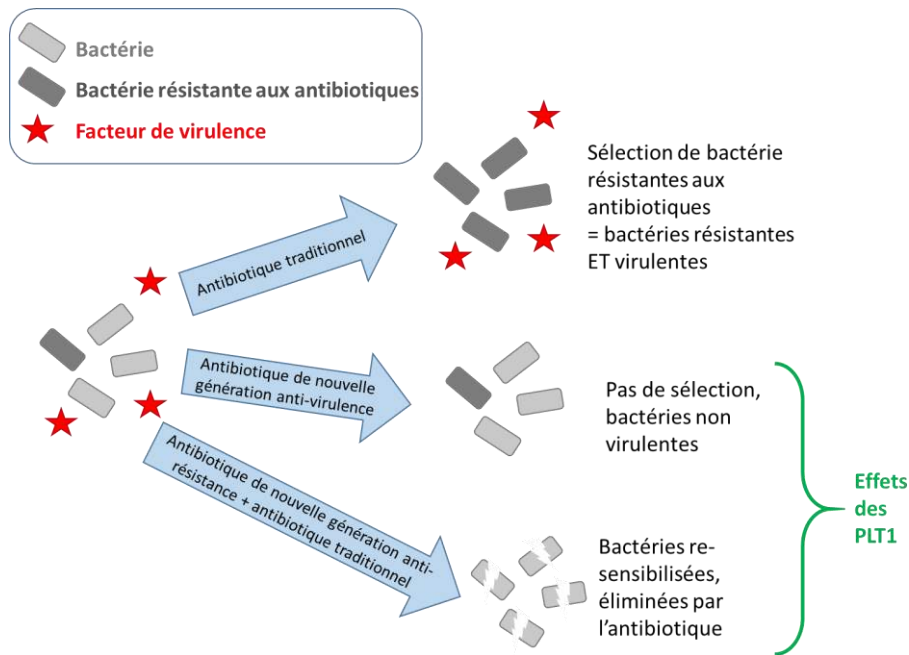 Bactérie
Bactérie résistante aux antibiotiques
Facteur de virulence
Antibiotique traditionnel
Sélection de bactérie
résistantes aux
antibiotiques
= bactéries résistantes
ET virulentes
Antibiotique de nouvelle
génération anti-virulence
Pas de sélection,
bactéries non
virulentes
Antibiotique de nouvelle génération anti-
résistance + antibiotique traditionnel
Bactéries re-
sensibilisées,
éliminées par
l’antibiotique
Effets
des
PLT1